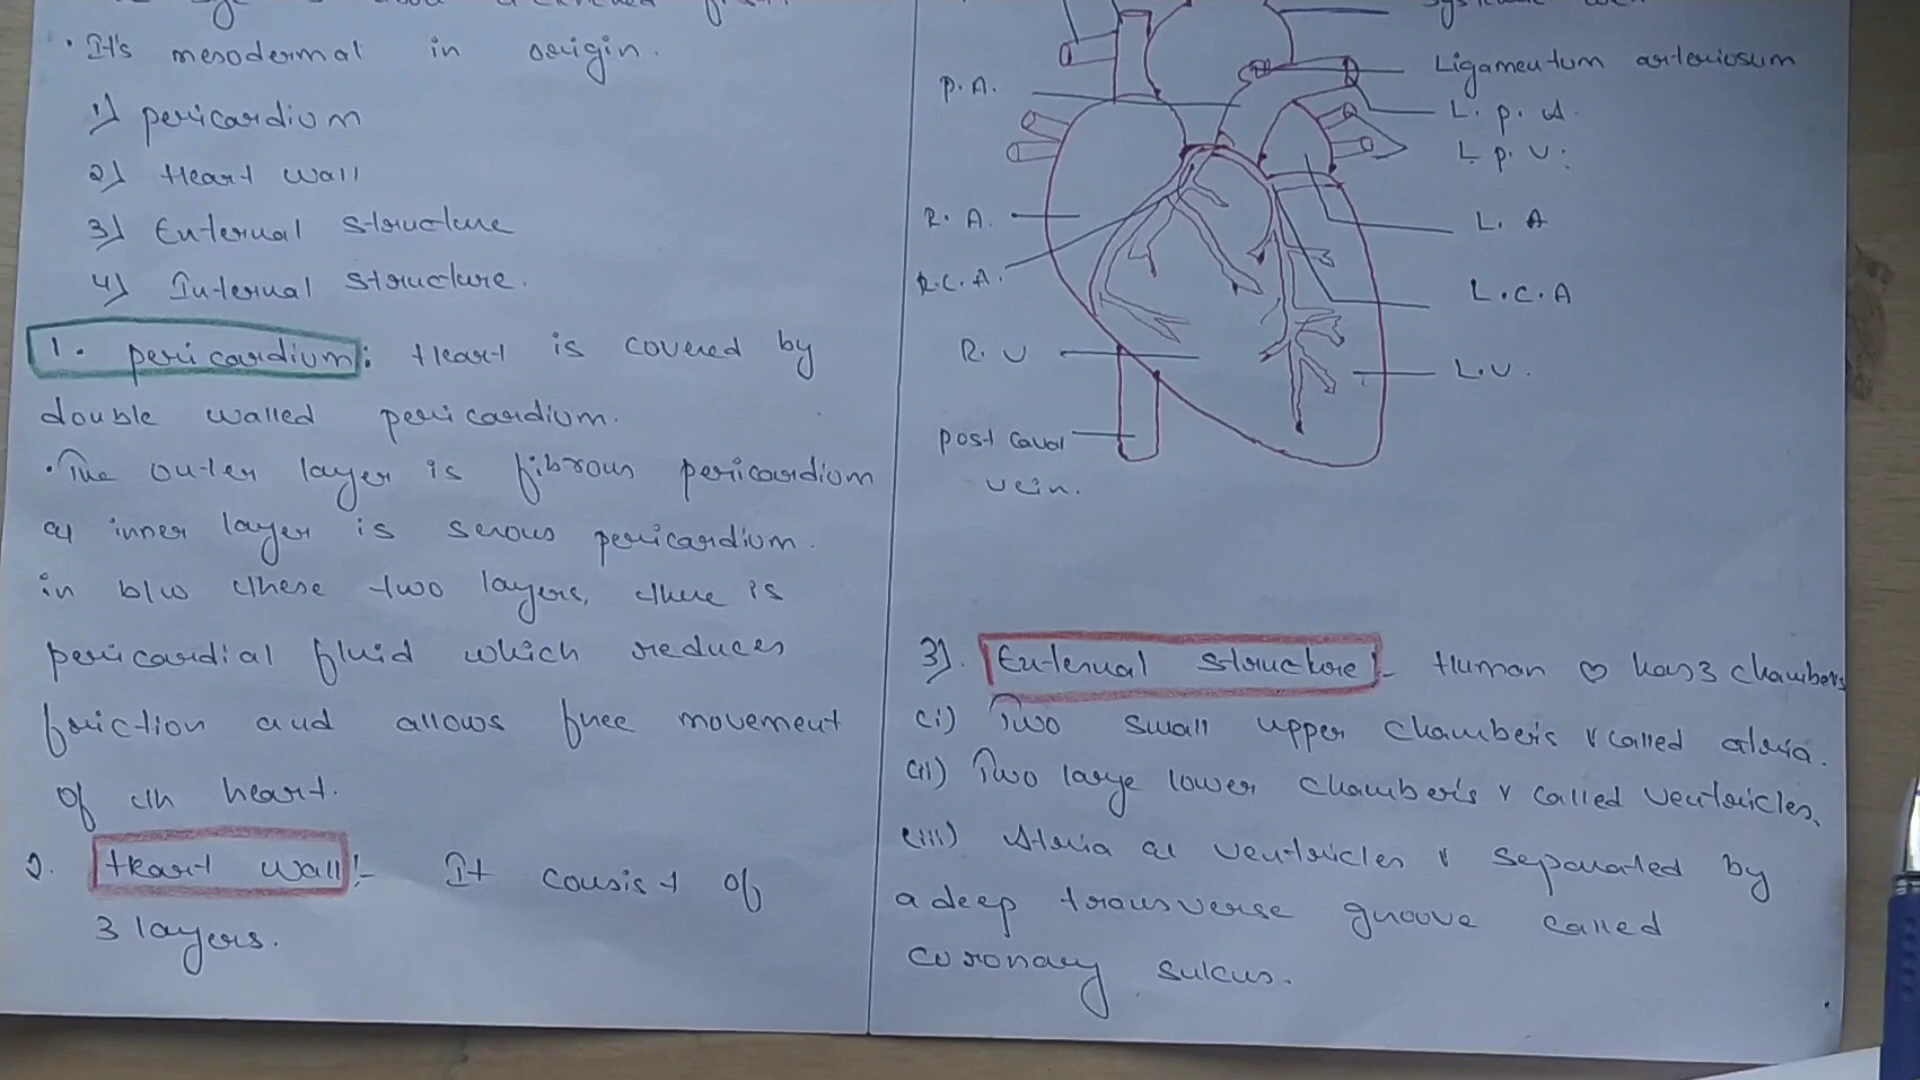 • It's mesodermal in origin.
1) pericardium
2) Heart wall
3) External structure
4) Internal structure.
1. pericardium: Heart is covered by
double walled pericardium.
• The outer layer is fibrous pericardium
& inner layer is serous pericardium.
in b/w these two layers, there is
pericardial fluid which reduces
friction and allows free movement
of th heart.
2. Heart wall :- It consist of
3 layers.
Ligamentum arteriosum
P.A.
L. p. A.
L. p. V.
R. A.
L. A
R.C.A.
L.C.A
R. V
L.V.
post caval
vein.
3). External structure :- Human ♡ has 3 chambers
(i) Two small upper chambers r called atria.
(ii) Two large lower chambers r called ventricles.
(iii) Atria & ventricles r separated by
a deep transverse groove called
coronary sulcus.